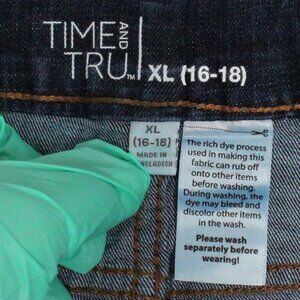 TIME AND
TRU™ XL (16-18)
XL
(16-18)
MADE IN
BANGLADESH
The rich dye process
used in making this
fabric can rub off
onto other items
before washing.
During washing, the
dye may bleed and
discolor other items
in the wash.
Please wash
separately before
wearing!